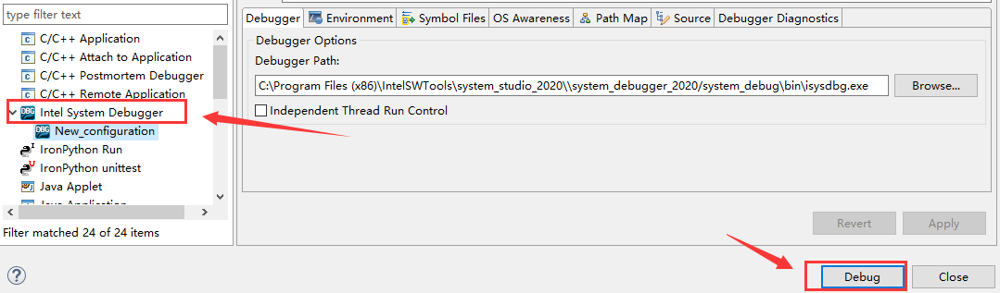 type filter text
C/C++ Application
C/C++ Attach to Application
C/C++ Postmortem Debugger
C/C++ Remote Application
DBG Intel System Debugger
DBG New_configuration
IronPython Run
IronPython unittest
Java Applet
Java Application
Filter matched 24 of 24 items
Debugger Environment Symbol Files OS Awareness Path Map Source Debugger Diagnostics
Debugger Options
Debugger Path:
C:\Program Files (x86)\IntelSWTools\system_studio_2020\\system_debugger_2020/system_debug\bin\isysdbg.exe Browse...
Independent Thread Run Control
Revert Apply
? Debug Close